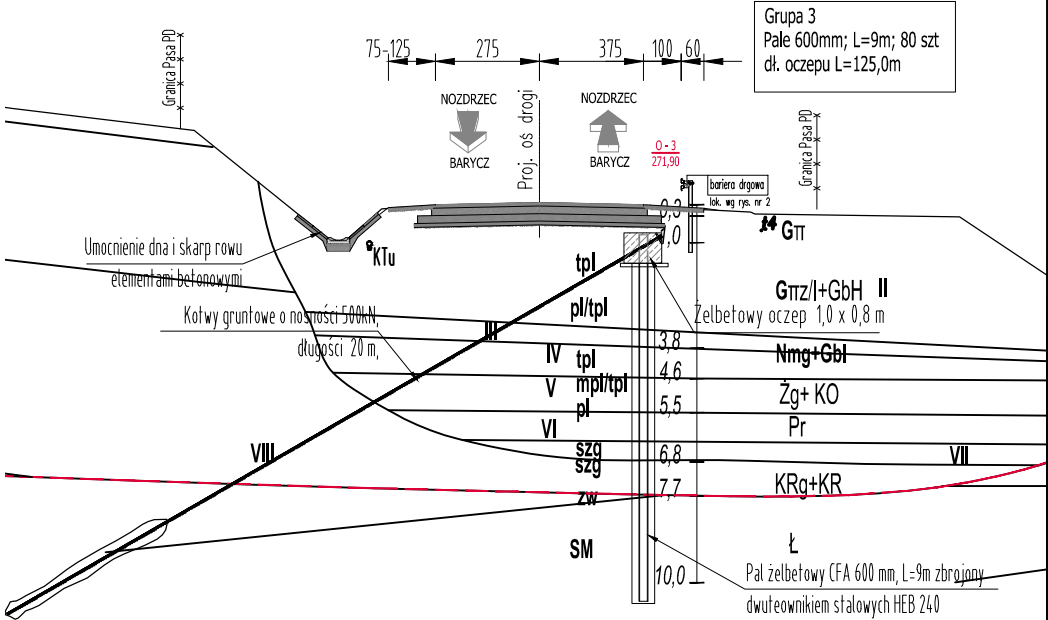 Grupa 3
Pale 600mm; L=9m; 80 szt
dł. oczepu L=125,0m
75-125
275
375
100
60
Granica Pasa PD
Granica Pasa PD
NOZDRZEC
BARYCZ
Proj. oś drogi
NOZDRZEC
BARYCZ
O-3
271,90
bariera drgowa
lok. wg rys. nr 2
0,3
1,0
Gπ
KTu
Umocnienie dna i skarp rowu
elementami betonowymi
tpl
Gπz/I+GbH
II
Kotwy gruntowe o nośności 500kN,
długości 20 m,
pl/tpl
Żelbetowy oczep 1,0 x 0,8 m
III
3,8
IV
tpl
Nmg+Gbl
4,6
V
mpl/tpl
Żg+ KO
pl
5,5
VI
Pr
szg
6,8
VII
VIII
szg
KRg+KR
zw
7,7
SM
Ł
10,0
Pal żelbetowy CFA 600 mm, L=9m zbrojony
dwuteownikiem stalowych HEB 240